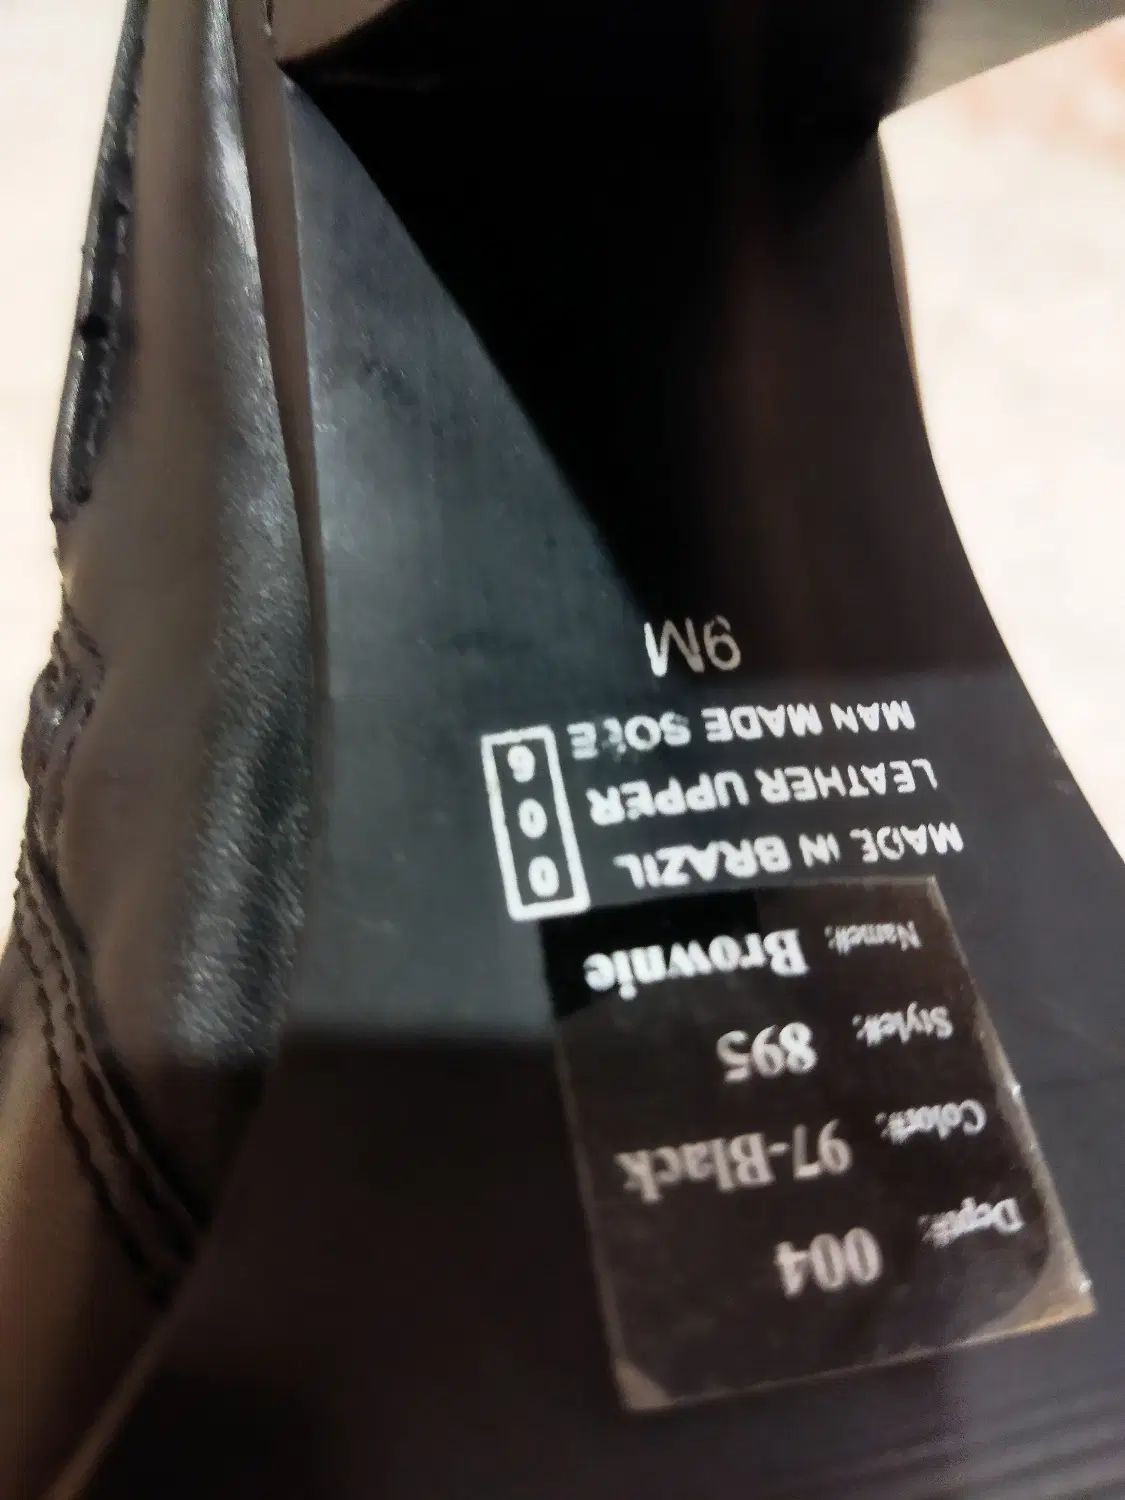 Dept#: 004
Color#: 97-Black
Style#: 895
Name#: Brownie
MADE IN BRAZIL 0
LEATHER UPPER 0
MAN MADE SOLE 9
9M